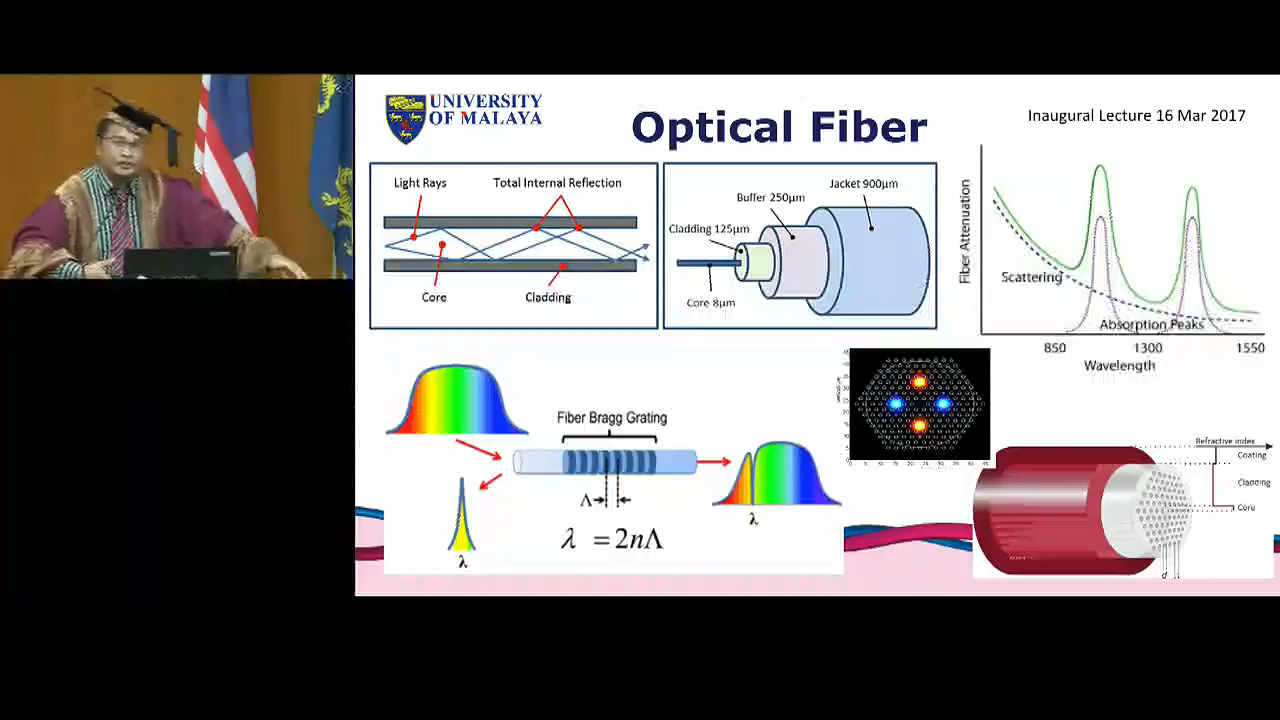 UNIVERSITY
OF MALAYA
Optical Fiber
Inaugural Lecture 16 Mar 2017
Light Rays
Total Internal Reflection
Core
Cladding
Jacket 900μm
Buffer 250μm
Cladding 125μm
Core 8μm
Fiber Attenuation
Scattering
Absorption Peaks
850 1300 1550
Wavelength
Fiber Bragg Grating
Λ
λ
λ = 2nΛ
λ
Refractive index
Coating
Cladding
Core
d